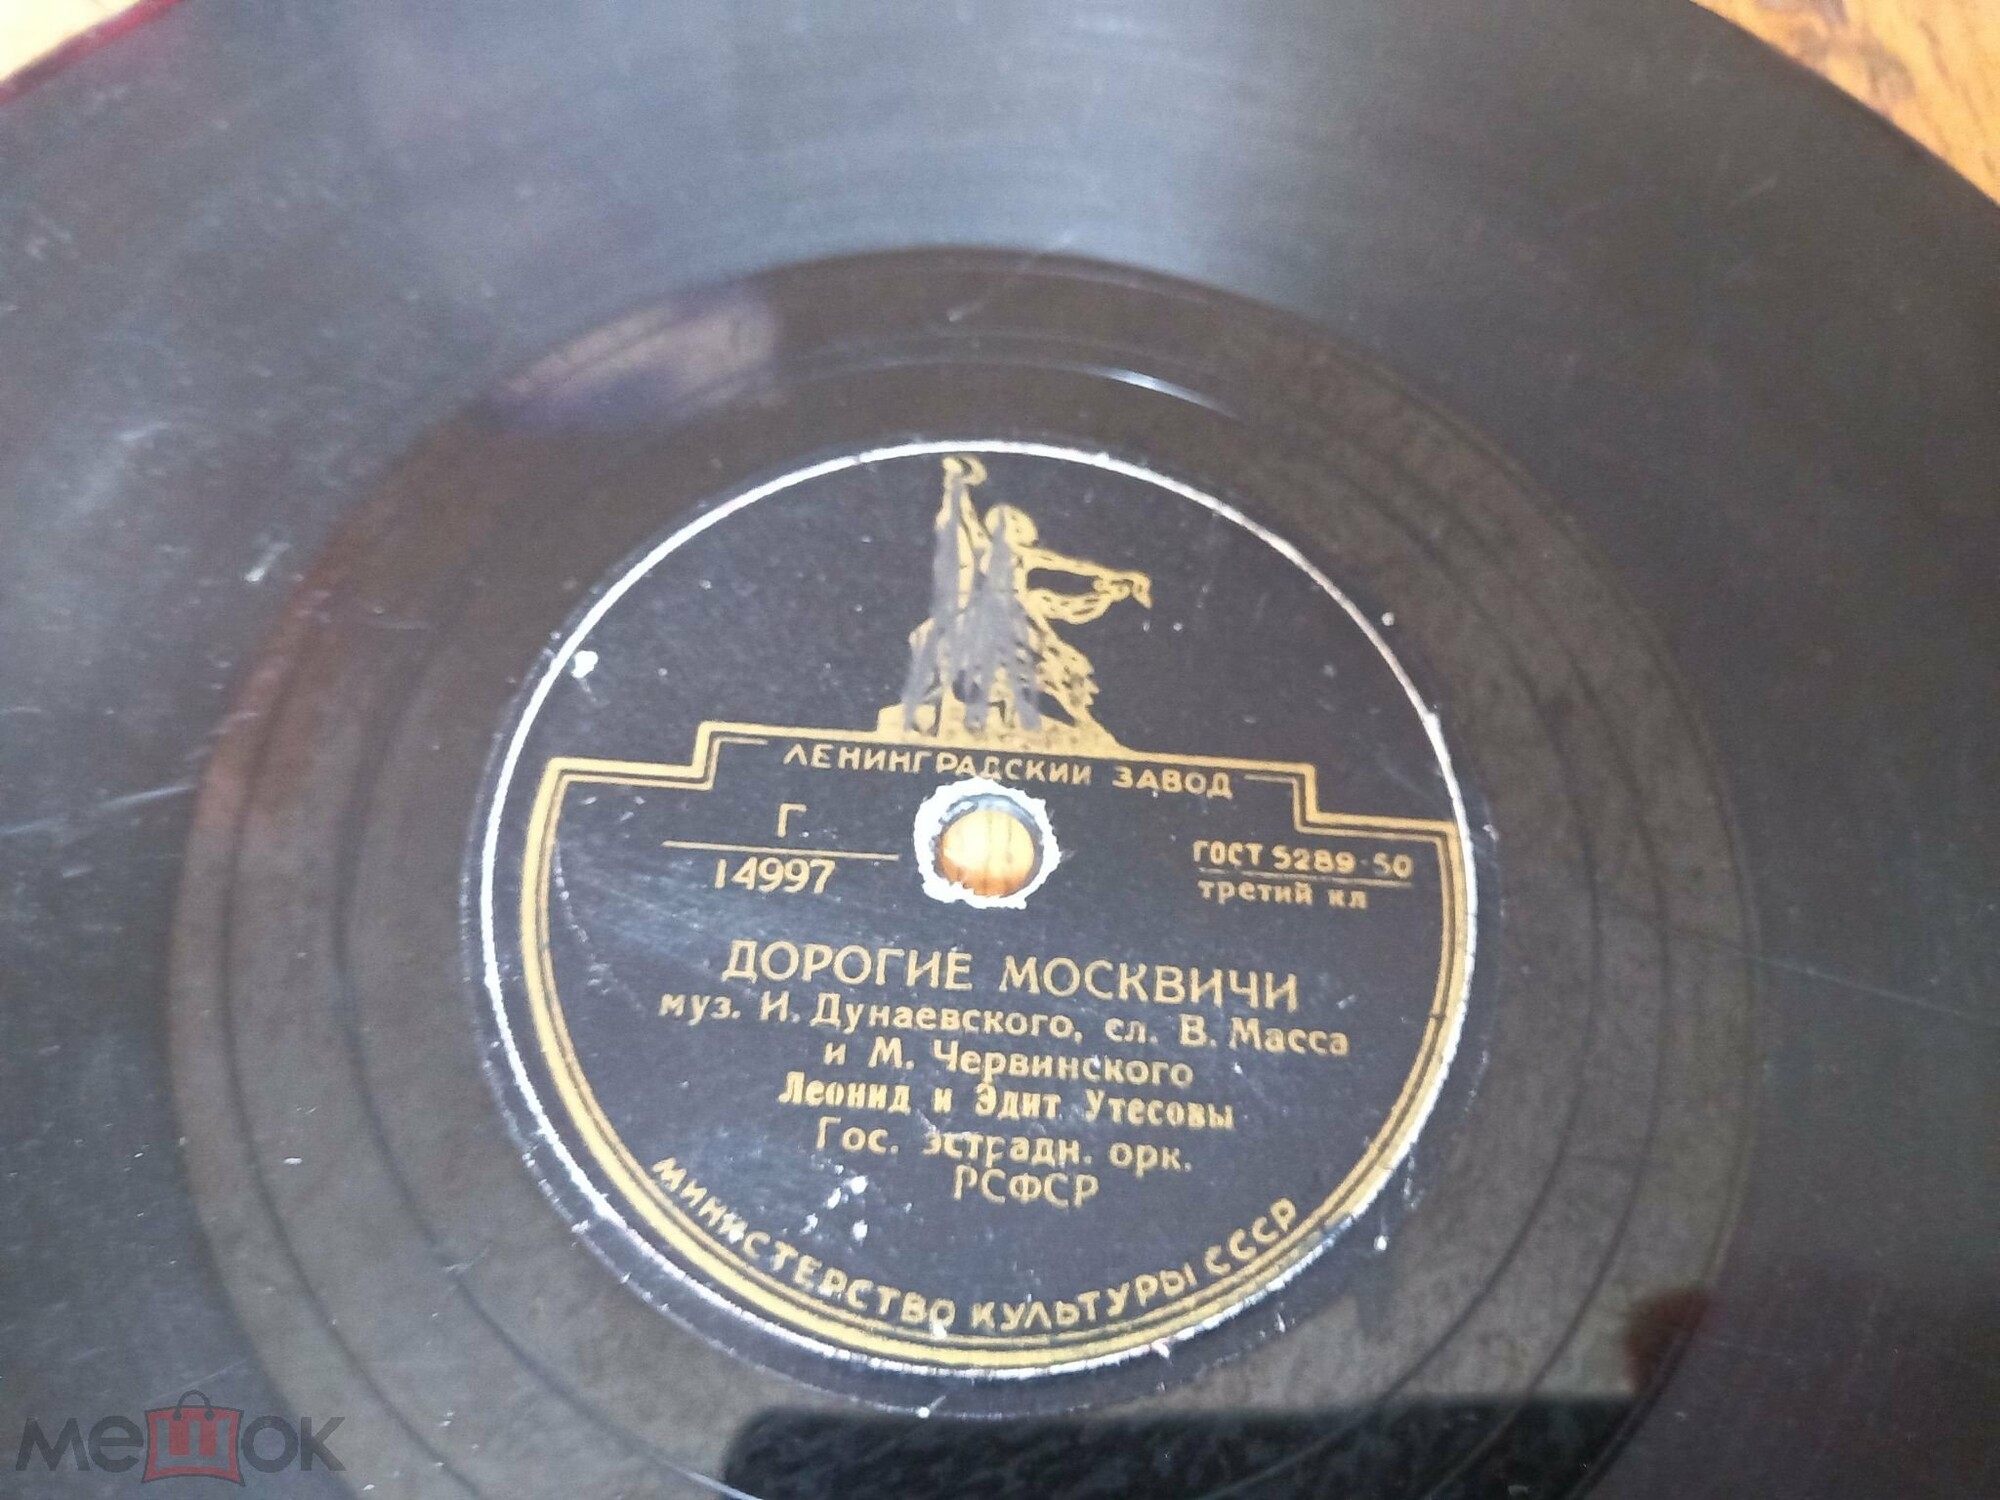 ЛЕНИНГРАДСКИЙ ЗАВОД
Г
14997
ГОСТ 5289-50
третий кл
ДОРОГИЕ МОСКВИЧИ
муз. И. Дунаевского, сл. В. Масса
и М. Червинского
Леонид и Эдит Утесовы
Гос. эстрадн. орк.
РСФСР
МИНИСТЕРСТВО КУЛЬТУРЫ СССР
мешок